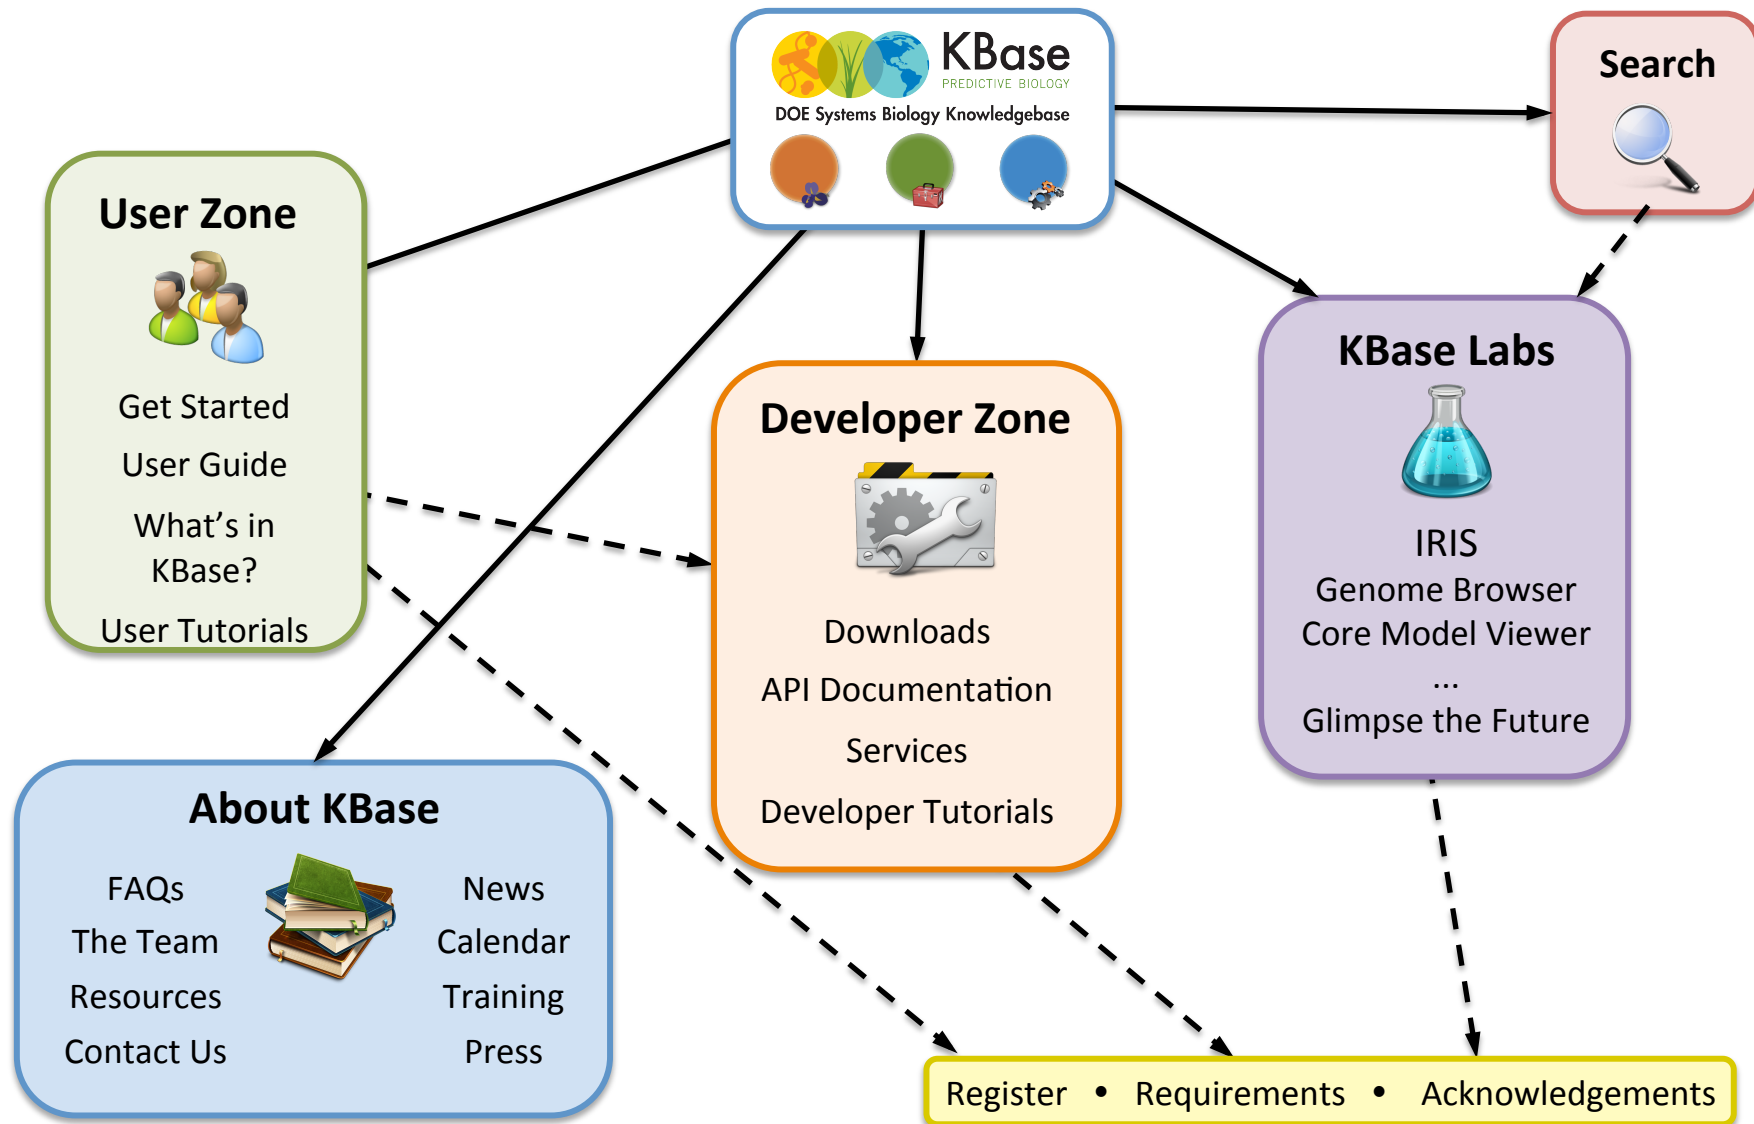 KBase
PREDICTIVE BIOLOGY
DOE Systems Biology Knowledgebase
Search
User Zone
Get Started
User Guide
What's in
KBase?
User Tutorials
Developer Zone
Downloads
API Documentation
Services
Developer Tutorials
KBase Labs
IRIS
Genome Browser
Core Model Viewer
...
Glimpse the Future
About KBase
FAQs
The Team
Resources
Contact Us
News
Calendar
Training
Press
Register • Requirements • Acknowledgements